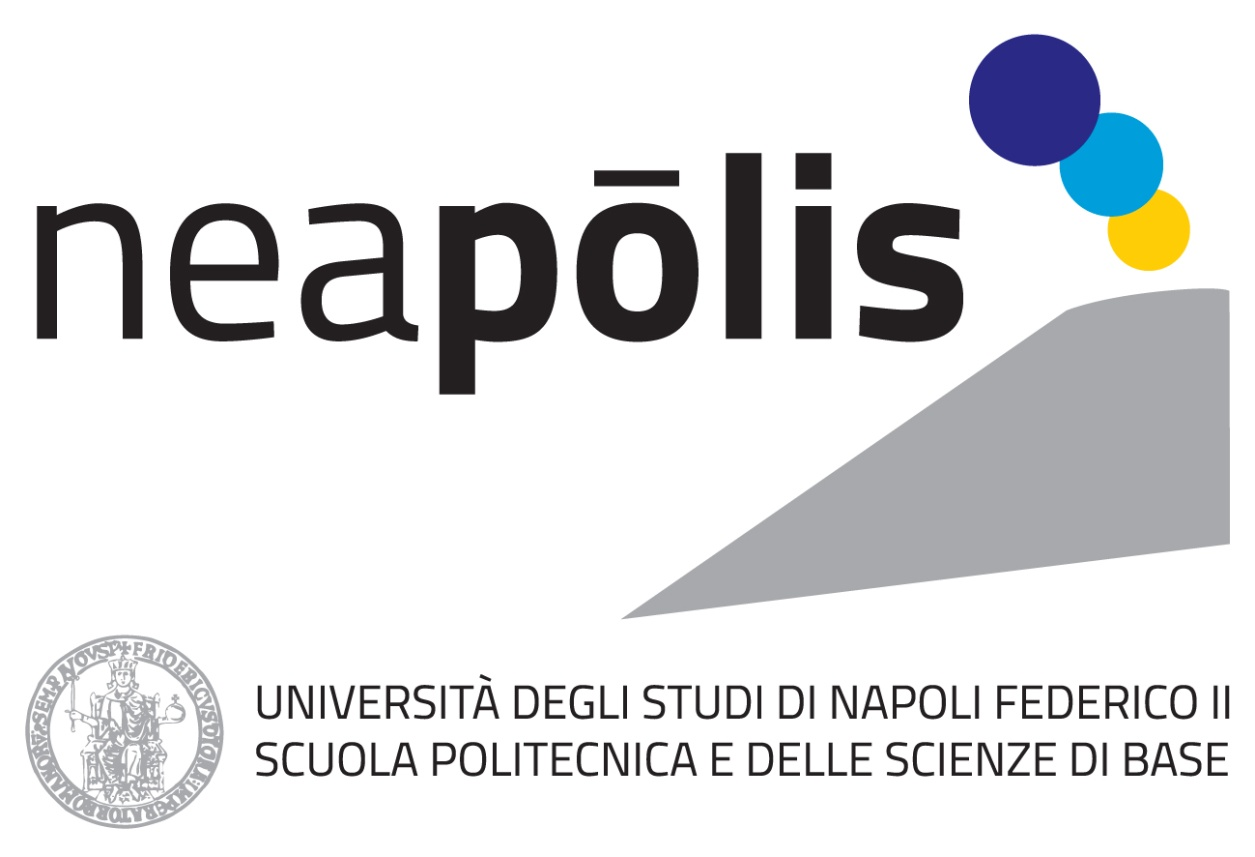 neapōlis
UNIVERSITÀ DEGLI STUDI DI NAPOLI FEDERICO II
SCUOLA POLITECNICA E DELLE SCIENZE DI BASE